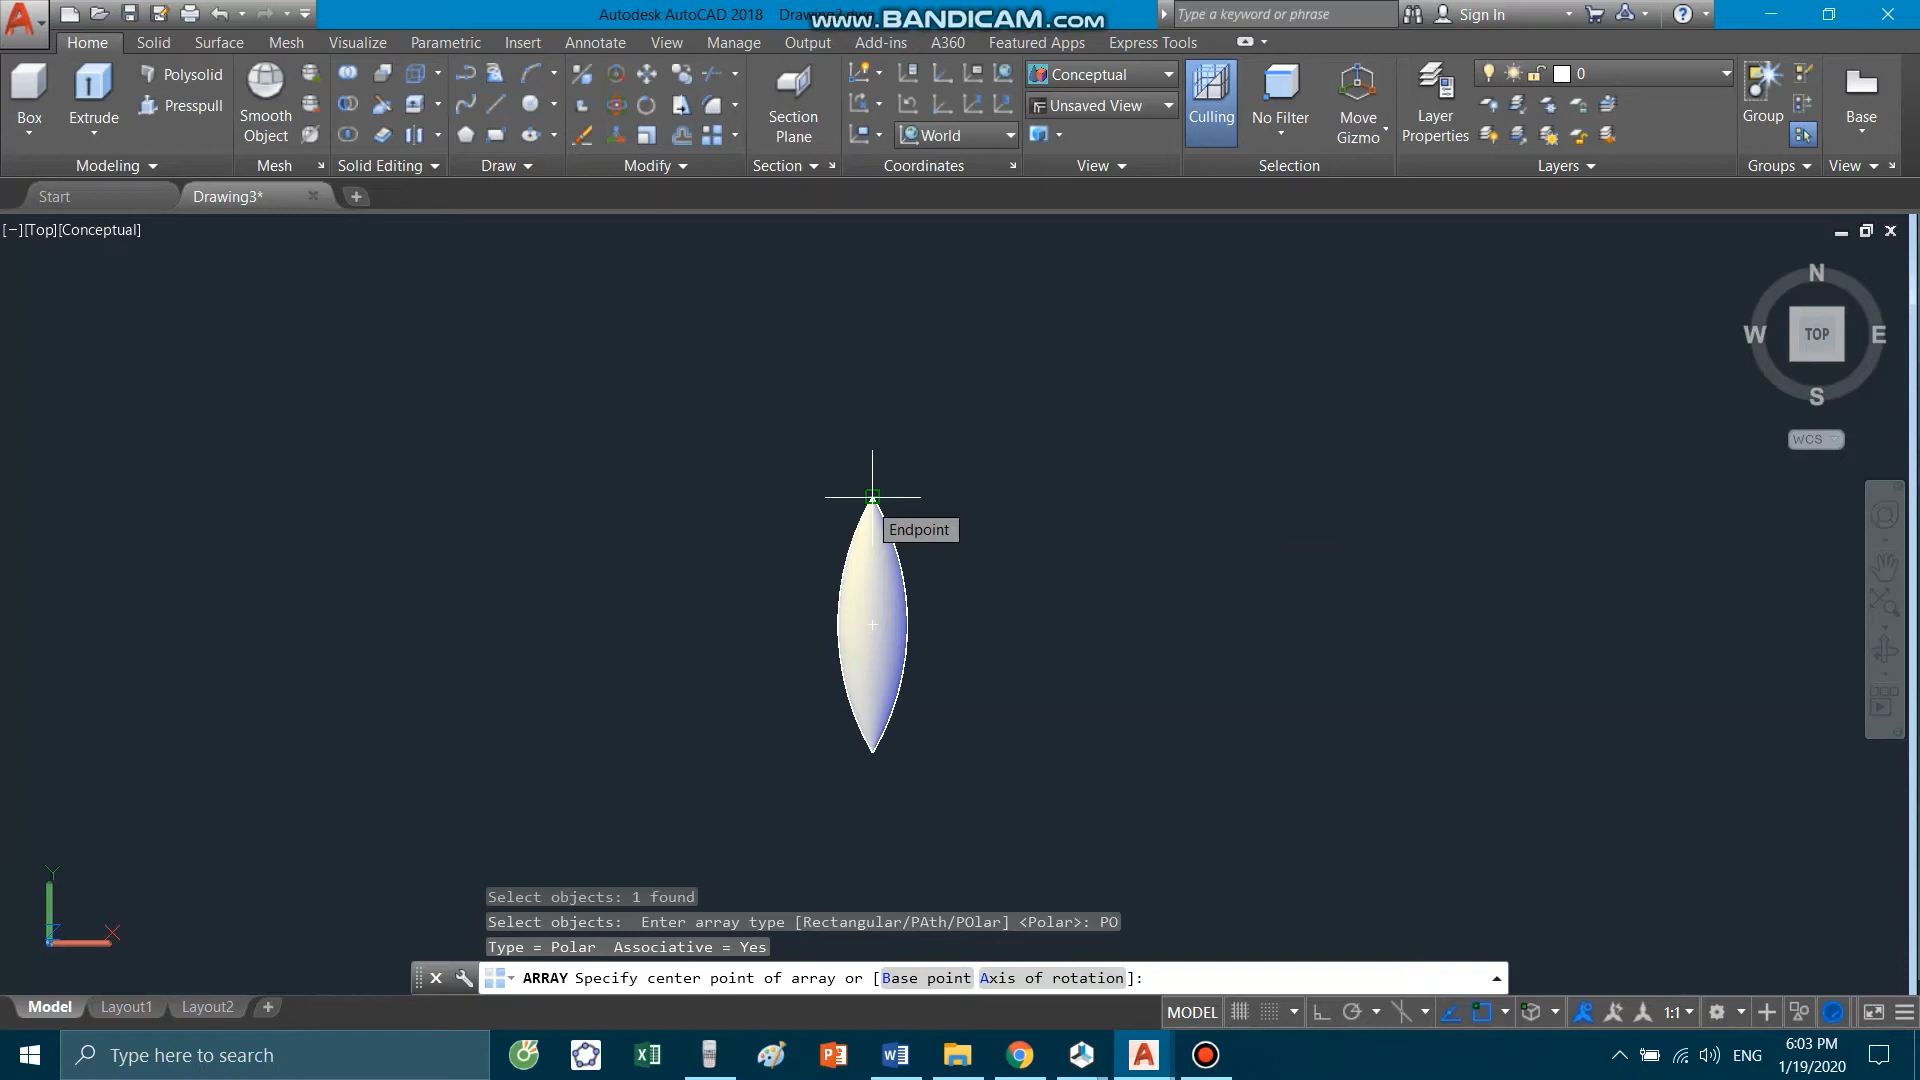 Autodesk AutoCAD 2018
www.BANDICAM.com
Type a keyword or phrase
Sign In
Home
Solid
Surface
Mesh
Visualize
Parametric
Insert
Annotate
View
Manage
Output
Add-ins
A360
Featured Apps
Express Tools
Polysolid
Presspull
Box
Extrude
Smooth Object
Section Plane
Conceptual
Unsaved View
World
Culling
No Filter
Move Gizmo
Layer Properties
0
Group
Base
Modeling
Mesh
Solid Editing
Draw
Modify
Section
Coordinates
View
Selection
Layers
Groups
View
Start
Drawing3*
[−][Top][Conceptual]
N
W
TOP
E
S
WCS
Endpoint
Y
Z
X
Select objects: 1 found
Select objects: Enter array type [Rectangular/PAth/POlar] <Polar>: PO
Type = Polar Associative = Yes
ARRAY Specify center point of array or [Base point Axis of rotation]:
Model
Layout1
Layout2
MODEL
1:1
Type here to search
ENG
6:03 PM
1/19/2020